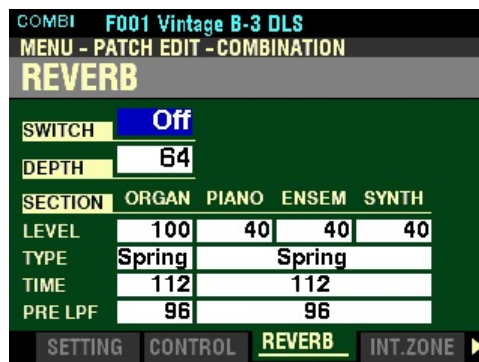 COMBI F001 Vintage B-3 DLS
MENU - PATCH EDIT - COMBINATION
REVERB
SWITCH Off
DEPTH 64
SECTION ORGAN PIANO ENSEM SYNTH
LEVEL 100 40 40 40
TYPE Spring Spring
TIME 112 112
PRE LPF 96 96
SETTING CONTROL REVERB INT.ZONE